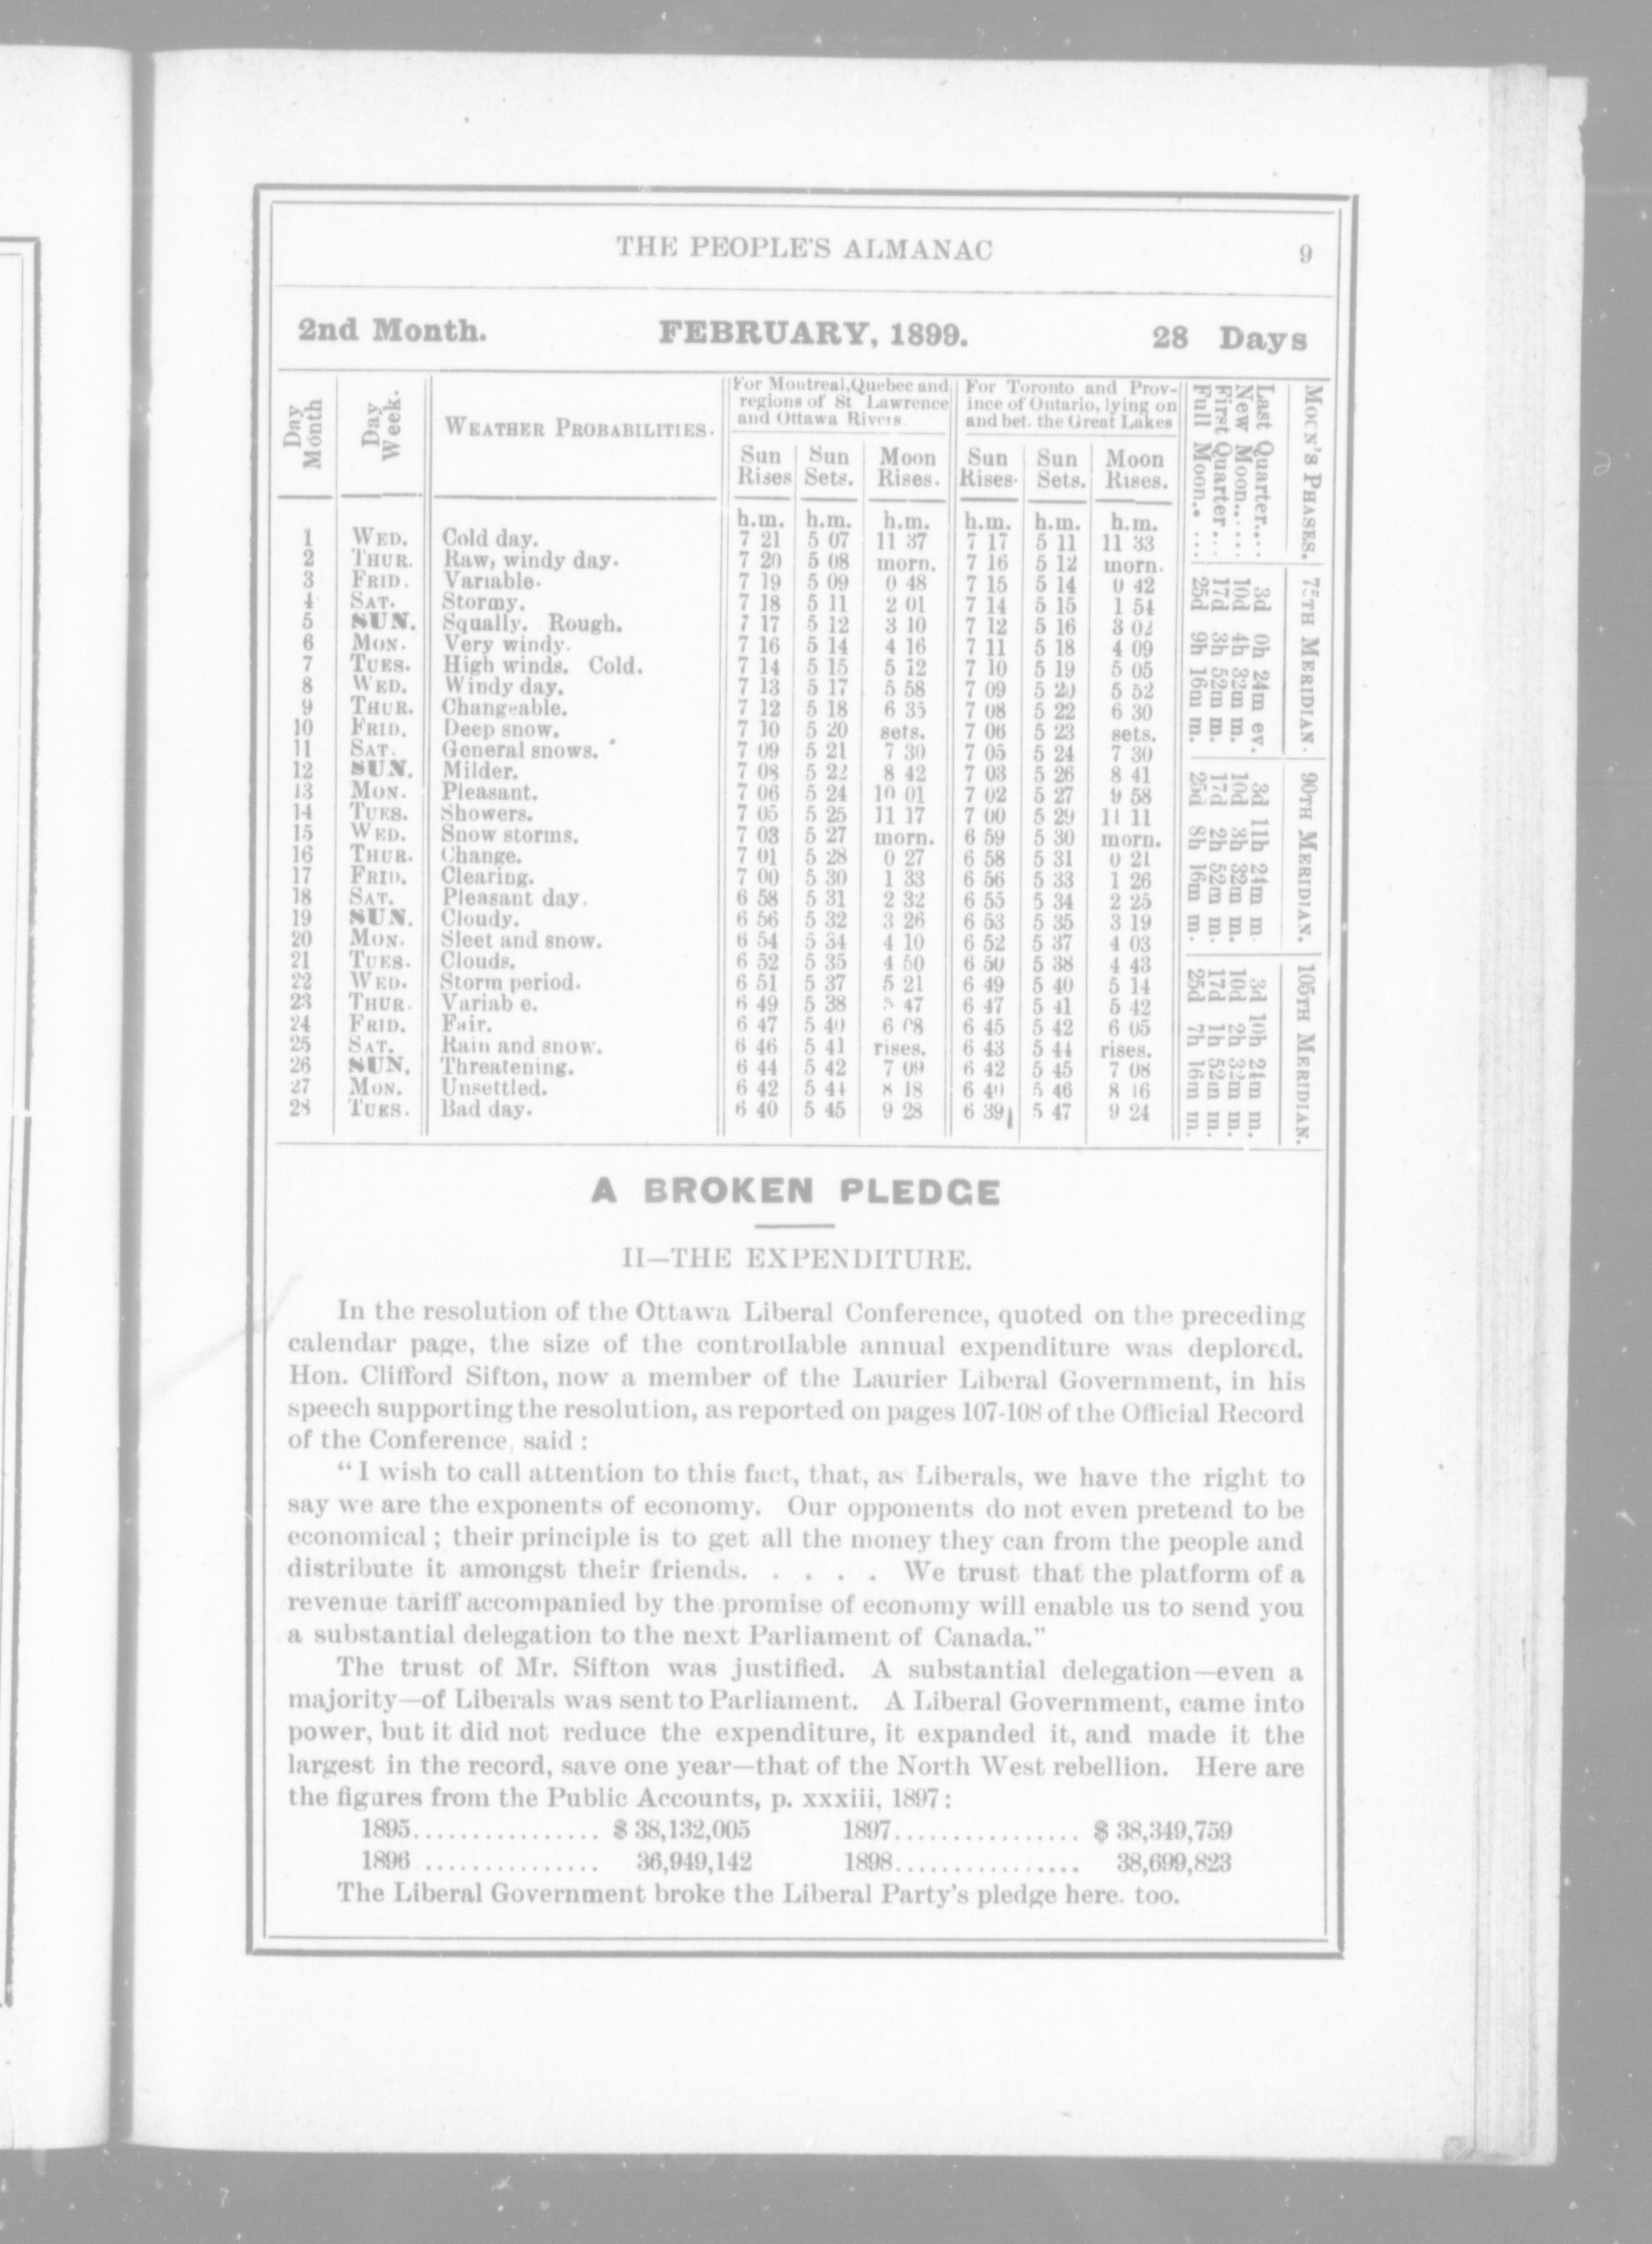 THE PEOPLE'S ALMANAC 9
2nd Month. FEBRUARY, 1899. 28 Days
Day Month
Day Week.
WEATHER PROBABILITIES.
For Montreal, Quebec and regions of St Lawrence and Ottawa Rivers.
For Toronto and Province of Ontario, lying on and bet. the Great Lakes
Sun Rises Sun Sets. Moon Rises. Sun Rises. Sun Sets. Moon Rises.
h.m. h.m. h.m. h.m. h.m. h.m.
1 WED. Cold day. 7 21 5 07 11 37 7 17 5 11 11 33
2 THUR. Raw, windy day. 7 20 5 08 morn. 7 16 5 12 morn.
3 FRID. Variable. 7 19 5 09 0 48 7 15 5 14 0 42
4 SAT. Stormy. 7 18 5 11 2 01 7 14 5 15 1 54
5 SUN. Squally. Rough. 7 17 5 12 3 10 7 12 5 16 3 02
6 MON. Very windy. 7 16 5 14 4 16 7 11 5 18 4 09
7 TUES. High winds. Cold. 7 14 5 15 5 12 7 10 5 19 5 05
8 WED. Windy day. 7 13 5 17 5 58 7 09 5 20 5 52
9 THUR. Changeable. 7 12 5 18 6 35 7 08 5 22 6 30
10 FRID. Deep snow. 7 10 5 20 sets. 7 06 5 23 sets.
11 SAT. General snows. 7 09 5 21 7 30 7 05 5 24 7 30
12 SUN. Milder. 7 08 5 22 8 42 7 03 5 26 8 41
13 MON. Pleasant. 7 06 5 24 10 01 7 02 5 27 9 58
14 TUES. Showers. 7 05 5 25 11 17 7 00 5 29 11 11
15 WED. Snow storms. 7 03 5 27 morn. 6 59 5 30 morn.
16 THUR. Change. 7 01 5 28 0 27 6 58 5 31 0 21
17 FRID. Clearing. 7 00 5 30 1 33 6 56 5 33 1 26
18 SAT. Pleasant day. 6 58 5 31 2 32 6 55 5 34 2 25
19 SUN. Cloudy. 6 56 5 32 3 26 6 53 5 35 3 19
20 MON. Sleet and snow. 6 54 5 34 4 10 6 52 5 37 4 03
21 TUES. Clouds. 6 52 5 35 4 50 6 50 5 38 4 43
22 WED. Storm period. 6 51 5 37 5 21 6 49 5 40 5 14
23 THUR. Variab e. 6 49 5 38 5 47 6 47 5 41 5 42
24 FRID. Fair. 6 47 5 40 6 08 6 45 5 42 6 05
25 SAT. Rain and snow. 6 46 5 41 rises. 6 43 5 44 rises.
26 SUN. Threatening. 6 44 5 42 7 09 6 42 5 45 7 08
27 MON. Unsettled. 6 42 5 44 8 18 6 40 5 46 8 16
28 TUES. Bad day. 6 40 5 45 9 28 6 39 5 47 9 24
MOON'S PHASES. 75TH MERIDIAN. 90TH MERIDIAN. 105TH MERIDIAN.
Last Quarter.... 3d 0h 24m ev. 3d 11h 24m m. 3d 10h 24m m.
New Moon..... 10d 4h 32m m. 10d 3h 32m m. 10d 2h 32m m.
First Quarter... 17d 3h 52m m. 17d 2h 52m m. 17d 1h 52m m.
Full Moon..... 25d 9h 16m m. 25d 8h 16m m. 25d 7h 16m m.
A BROKEN PLEDGE
II—THE EXPENDITURE.
In the resolution of the Ottawa Liberal Conference, quoted on the preceding
calendar page, the size of the controllable annual expenditure was deplored.
Hon. Clifford Sifton, now a member of the Laurier Liberal Government, in his
speech supporting the resolution, as reported on pages 107-108 of the Official Record
of the Conference, said :
“ I wish to call attention to this fact, that, as Liberals, we have the right to
say we are the exponents of economy. Our opponents do not even pretend to be
economical ; their principle is to get all the money they can from the people and
distribute it amongst their friends. . . . . We trust that the platform of a
revenue tariff accompanied by the promise of economy will enable us to send you
a substantial delegation to the next Parliament of Canada.”
The trust of Mr. Sifton was justified. A substantial delegation—even a
majority—of Liberals was sent to Parliament. A Liberal Government, came into
power, but it did not reduce the expenditure, it expanded it, and made it the
largest in the record, save one year—that of the North West rebellion. Here are
the figures from the Public Accounts, p. xxxiii, 1897:
1895................ $ 38,132,005 1897................ $ 38,349,759
1896 ............... 36,949,142 1898................ 38,699,823
The Liberal Government broke the Liberal Party's pledge here. too.